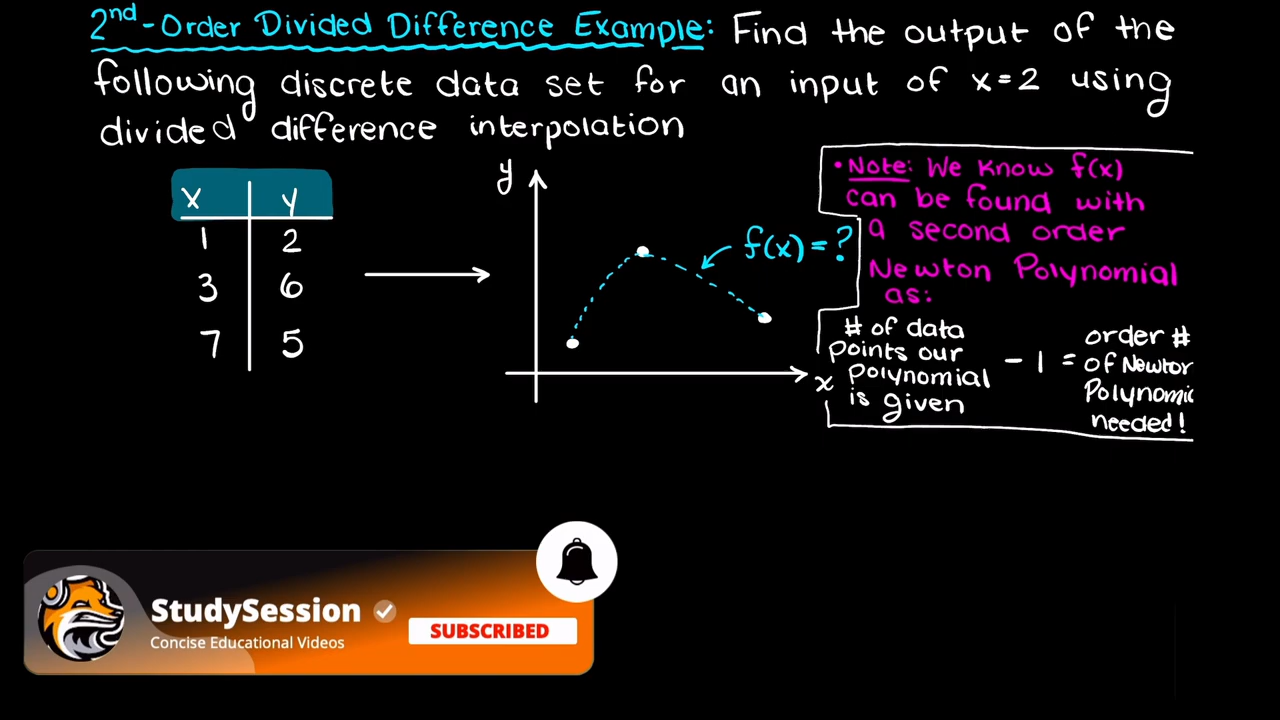 2nd-Order Divided Difference Example: Find the output of the
following discrete data set for an input of x=2 using
divided difference interpolation
x y
1 2
3 6
7 5
y
f(x)=?
x
• Note: We know f(x)
can be found with
a second order
Newton Polynomial
as:
# of data
points our
polynomial
is given
- 1 =
order #
of Newton
Polynomic
needed!
StudySession
Concise Educational Videos
SUBSCRIBED